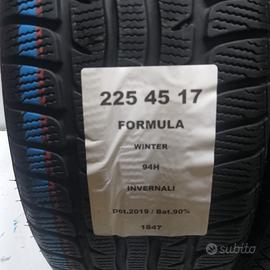 225 45 17
FORMULA
WINTER
94H
INVERNALI
Dot.2019 / Bat.90%
1847
subito